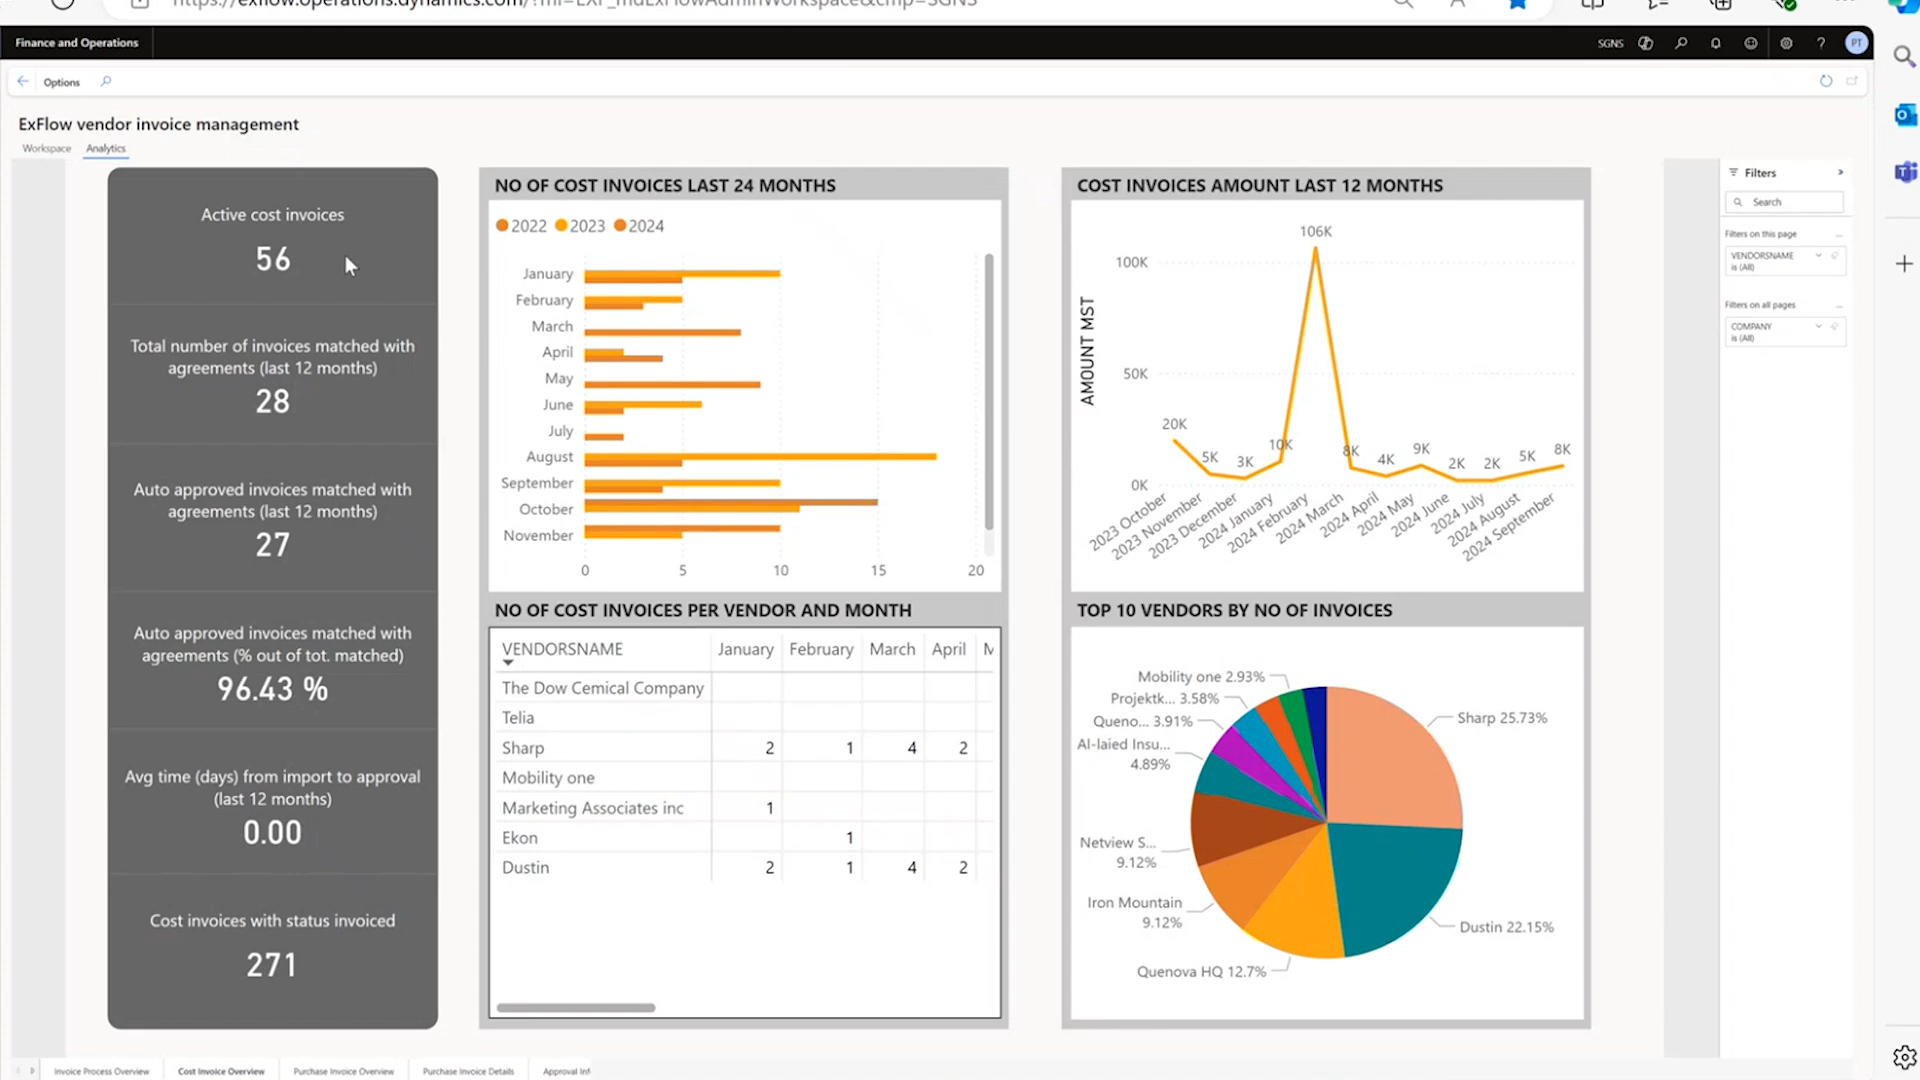 Finance and Operations
SGNS
?
PT
Options
ExFlow vendor invoice management
Workspace
Analytics
Active cost invoices
56
Total number of invoices matched with
agreements (last 12 months)
28
Auto approved invoices matched with
agreements (last 12 months)
27
Auto approved invoices matched with
agreements (% out of tot. matched)
96.43 %
Avg time (days) from import to approval
(last 12 months)
0.00
Cost invoices with status invoiced
271
NO OF COST INVOICES LAST 24 MONTHS
2022 2023 2024
January
February
March
April
May
June
July
August
September
October
November
0 5 10 15 20
NO OF COST INVOICES PER VENDOR AND MONTH
VENDORSNAME January February March April M
The Dow Cemical Company
Telia
Sharp 2 1 4 2
Mobility one
Marketing Associates inc 1
Ekon 1
Dustin 2 1 4 2
COST INVOICES AMOUNT LAST 12 MONTHS
AMOUNT MST
100K
50K
0K
20K 5K 3K 10K 106K 8K 4K 9K 2K 2K 5K 8K
2023 October
2023 November
2023 December
2024 January
2024 February
2024 March
2024 April
2024 May
2024 June
2024 July
2024 August
2024 September
TOP 10 VENDORS BY NO OF INVOICES
Mobility one 2.93%
Projektk... 3.58%
Queno... 3.91%
Al-laied Insu...
4.89%
Netview S...
9.12%
Iron Mountain
9.12%
Quenova HQ 12.7%
Sharp 25.73%
Dustin 22.15%
Filters
Search
Filters on this page
...
VENDORSNAME
is (All)
Filters on all pages
...
COMPANY
is (All)
Invoice Process Overview
Cost Invoice Overview
Purchase Invoice Overview
Purchase Invoice Details
Approval Inf